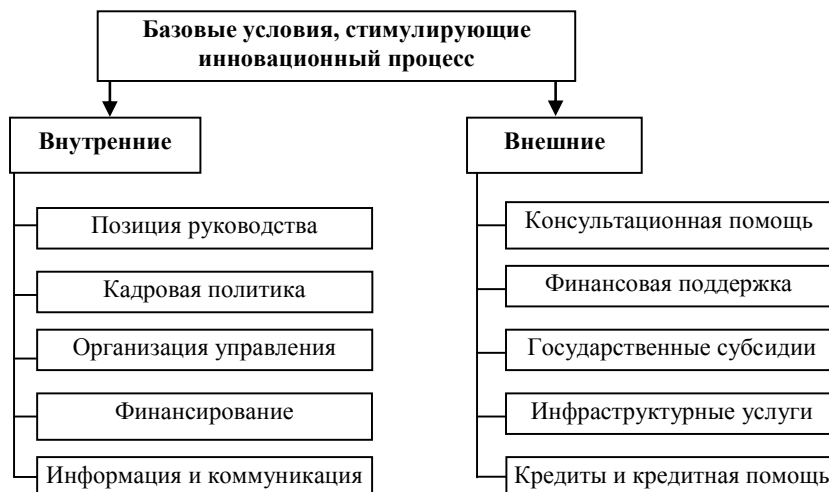 Базовые условия, стимулирующие
инновационный процесс
Внутренние
Позиция руководства
Кадровая политика
Организация управления
Финансирование
Информация и коммуникация
Внешние
Консультационная помощь
Финансовая поддержка
Государственные субсидии
Инфраструктурные услуги
Кредиты и кредитная помощь